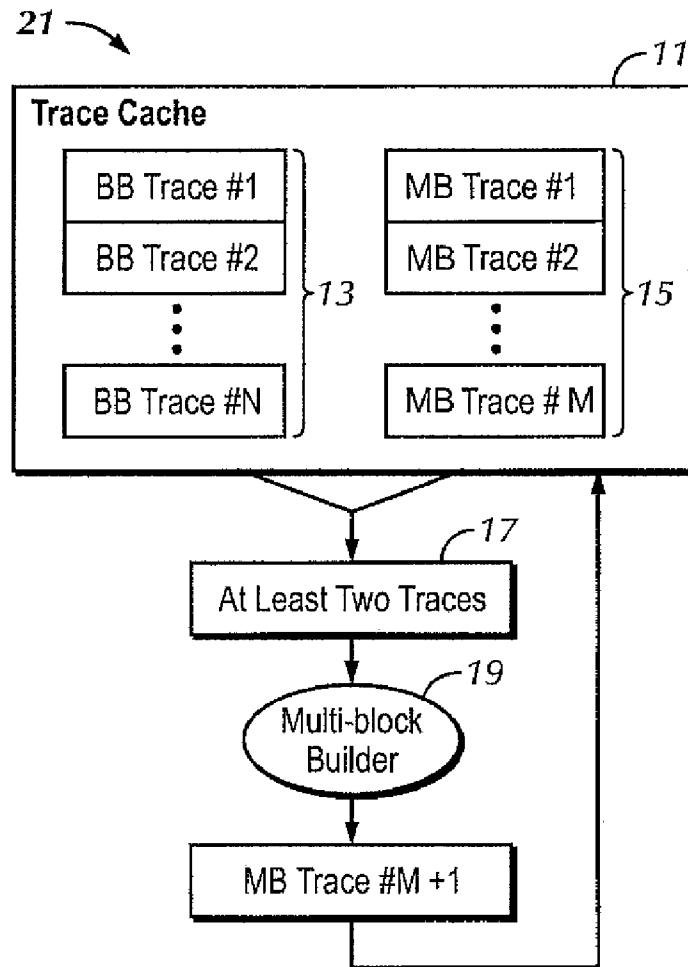 21
11
Trace Cache
BB Trace #1
BB Trace #2
BB Trace #N
13
MB Trace #1
MB Trace #2
MB Trace # M
15
17
At Least Two Traces
19
Multi-block
Builder
MB Trace #M +1